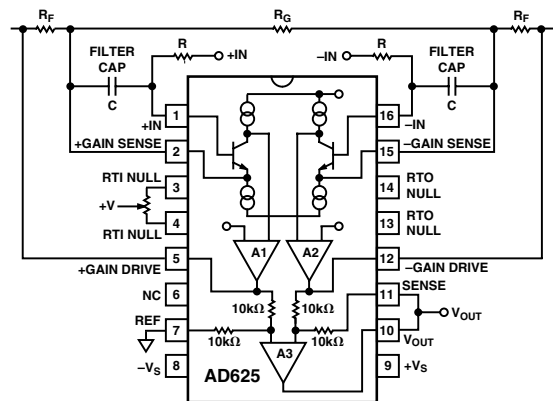 RF RG RF
FILTER CAP
C
R
+IN
–IN
R
FILTER CAP
C
+IN
1
16
–IN
+GAIN SENSE
2
15
–GAIN SENSE
RTI NULL
3
14
RTO NULL
+V
4
13
RTO NULL
RTI NULL
A1
A2
5
+GAIN DRIVE
12
–GAIN DRIVE
NC
6
10kΩ
10kΩ
11
SENSE
REF
7
10kΩ
10kΩ
VOUT
10
VOUT
A3
–VS
8
AD625
9
+VS